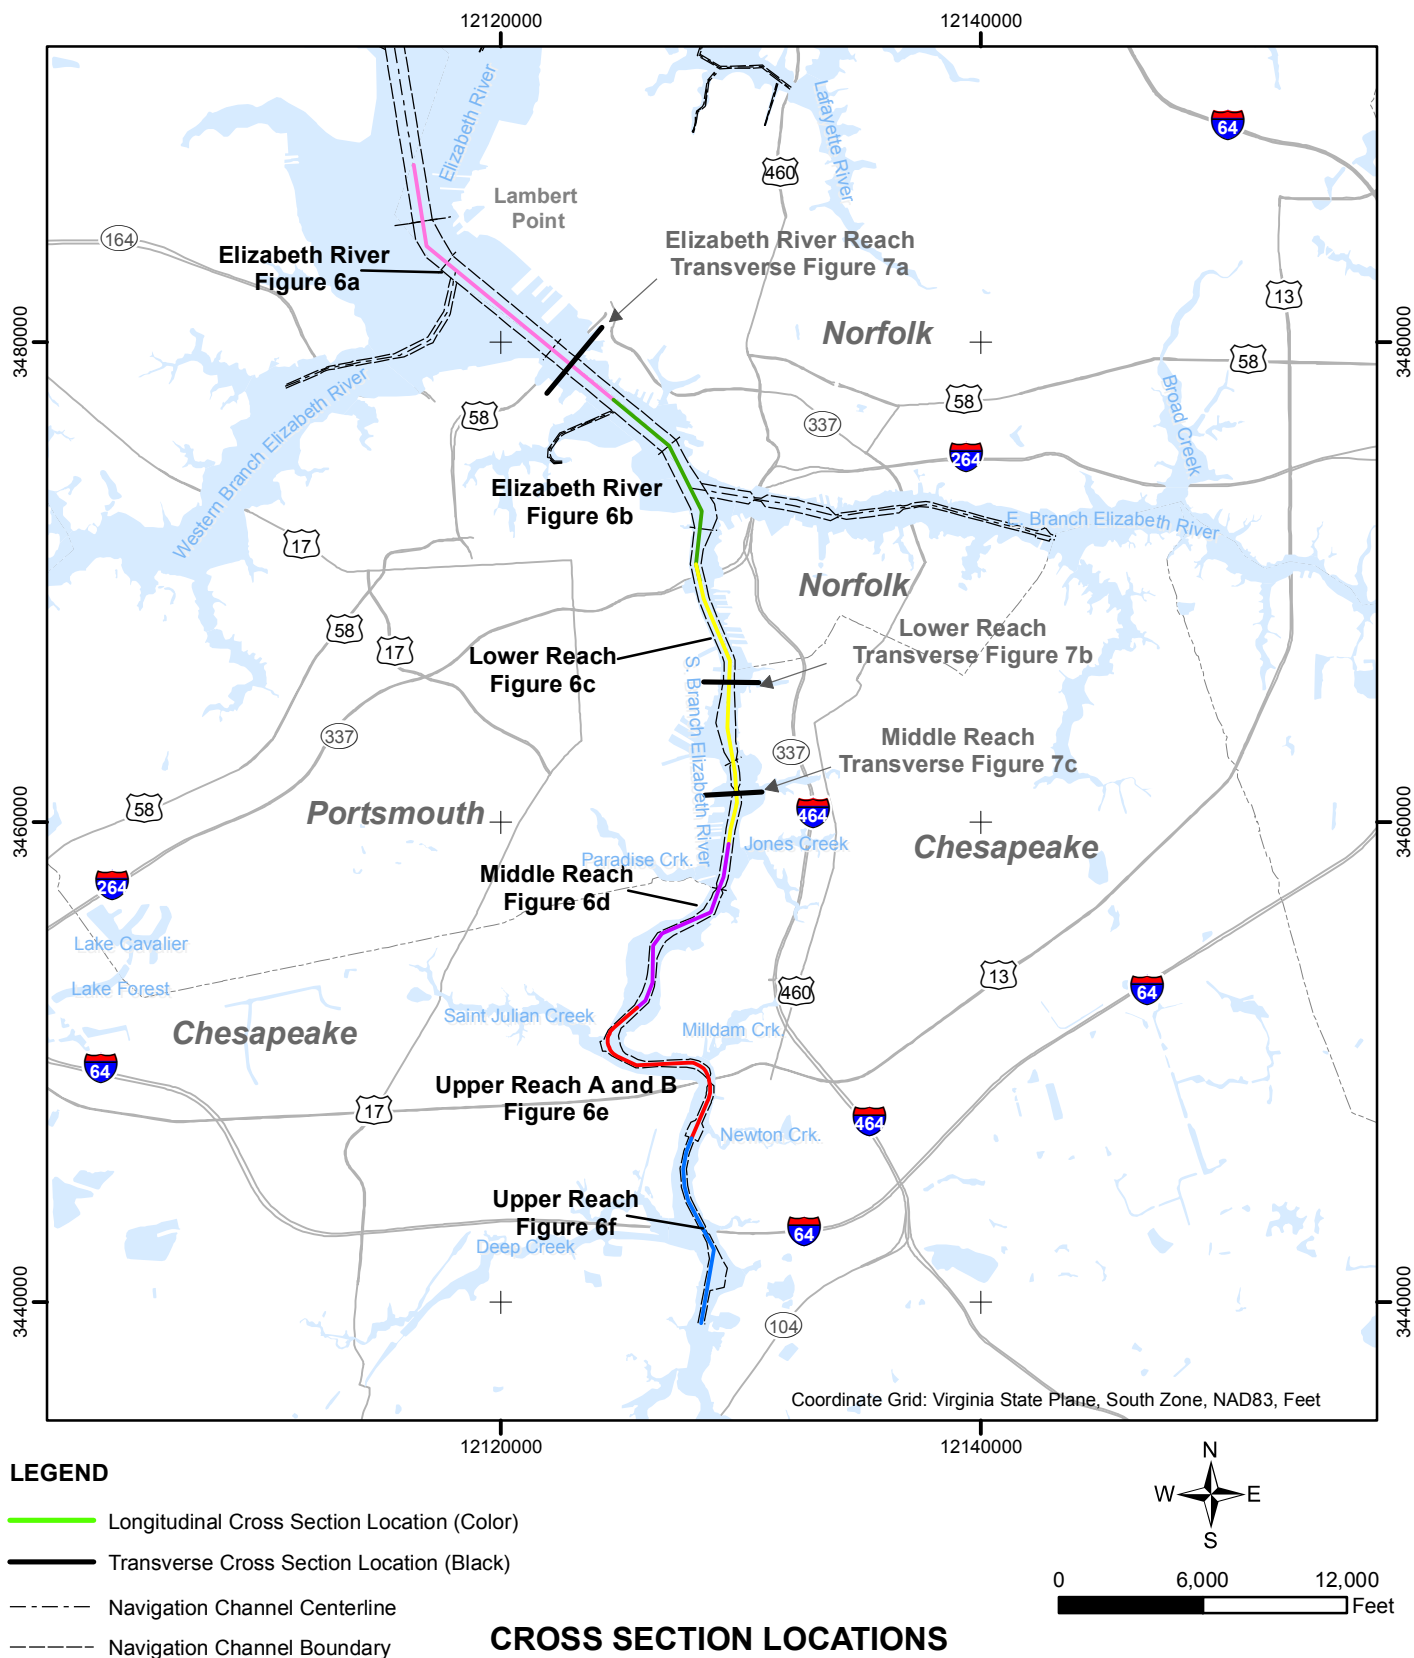 12120000
12140000
Elizabeth River
Lafayette River
64
460
Lambert
Point
164
Elizabeth River
Figure 6a
Elizabeth River Reach
Transverse Figure 7a
13
3480000
3480000
Norfolk
58
58
58
Broad Creek
337
264
Western Branch Elizabeth River
Elizabeth River
Figure 6b
E. Branch Elizabeth River
17
Norfolk
58
17
Lower Reach
Figure 6c
Lower Reach
Transverse Figure 7b
S. Branch Elizabeth River
337
337
Middle Reach
Transverse Figure 7c
58
Portsmouth
464
3460000
3460000
Jones Creek
Chesapeake
Paradise Crk.
264
Middle Reach
Figure 6d
Lake Cavalier
13
Lake Forest
460
64
Saint Julian Creek
Milldam Crk.
Chesapeake
64
Upper Reach A and B
Figure 6e
17
464
Newton Crk.
Upper Reach
Figure 6f
64
Deep Creek
3440000
3440000
104
Coordinate Grid: Virginia State Plane, South Zone, NAD83, Feet
12120000
12140000
LEGEND
Longitudinal Cross Section Location (Color)
Transverse Cross Section Location (Black)
Navigation Channel Centerline
Navigation Channel Boundary
N
W E
S
0 6,000 12,000
Feet
CROSS SECTION LOCATIONS